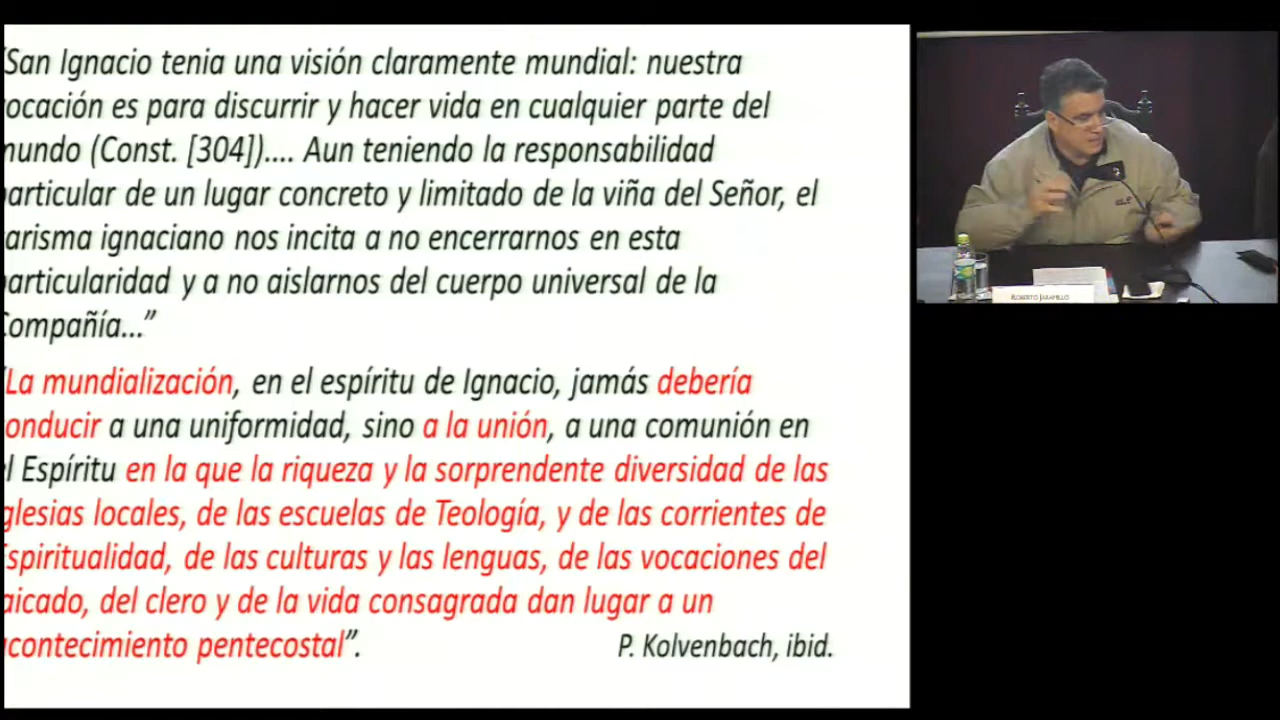 “San Ignacio tenia una visión claramente mundial: nuestra
ocación es para discurrir y hacer vida en cualquier parte del
mundo (Const. [304]).... Aun teniendo la responsabilidad
articular de un lugar concreto y limitado de la viña del Señor, el
arisma ignaciano nos incita a no encerrarnos en esta
articularidad y a no aislarnos del cuerpo universal de la
Compañía...”
“La mundialización, en el espíritu de Ignacio, jamás debería
onducir a una uniformidad, sino a la unión, a una comunión en
l Espíritu en la que la riqueza y la sorprendente diversidad de las
glesias locales, de las escuelas de Teología, y de las corrientes de
Espiritualidad, de las culturas y las lenguas, de las vocaciones del
aicado, del clero y de la vida consagrada dan lugar a un
contecimiento pentecostal”.
P. Kolvenbach, ibid.
ROBERTO JARAMILLO